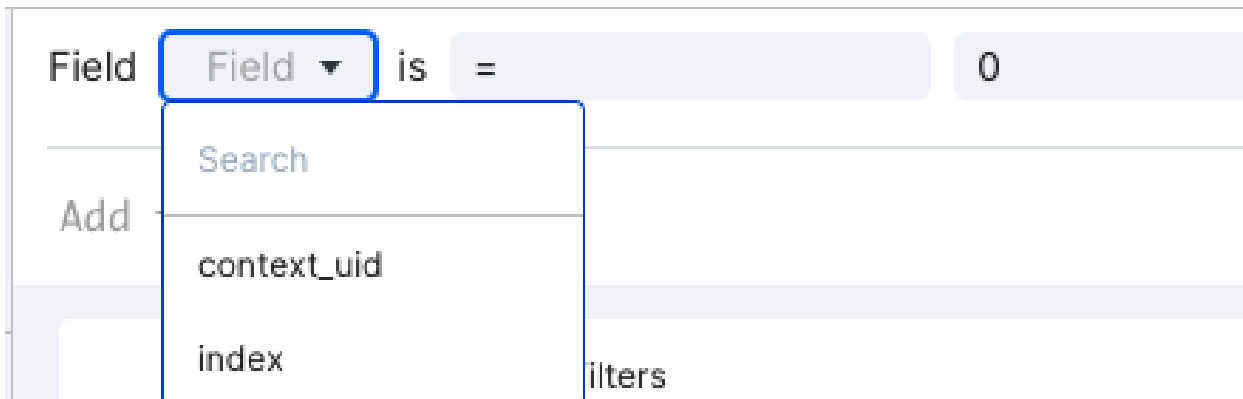 Field Field is = 0
Search
Add
context_uid
index
ilters